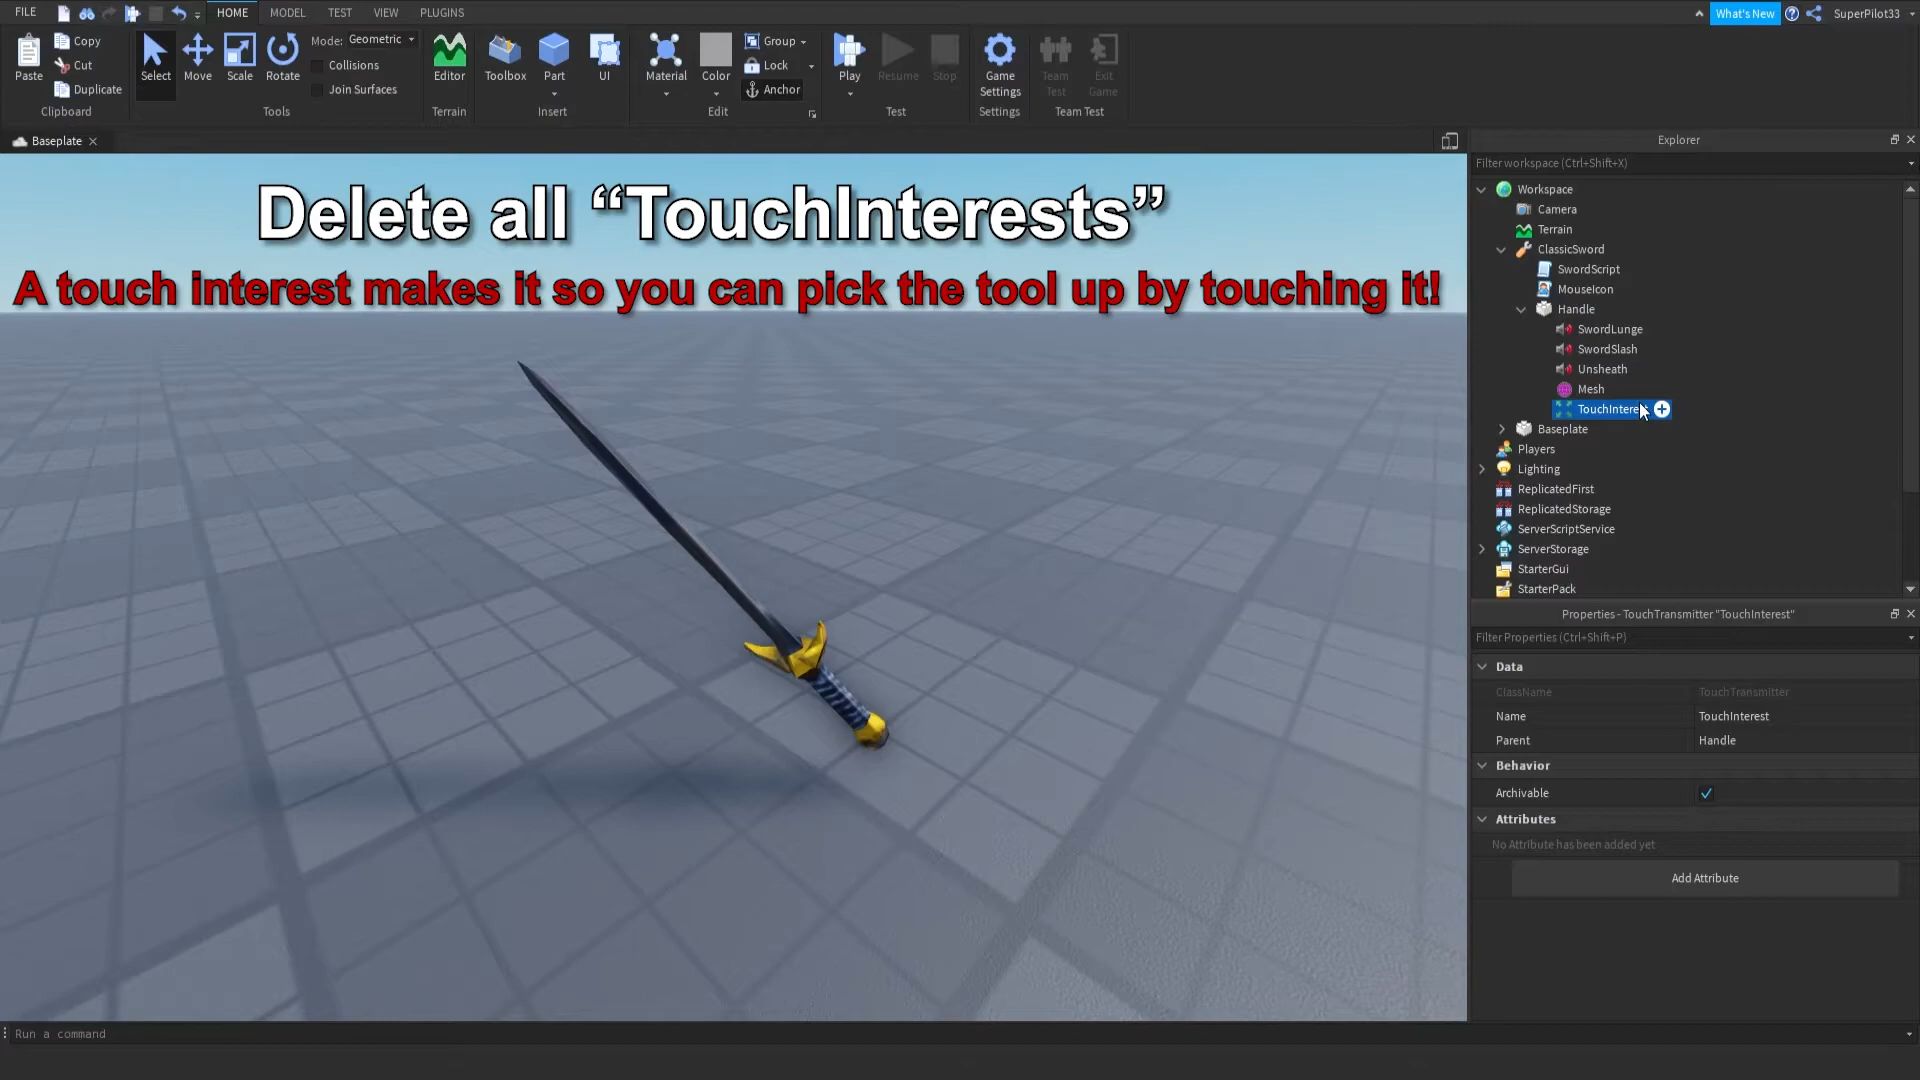 FILE HOME MODEL TEST VIEW PLUGINS What's New SuperPilot33
Paste Copy Cut Duplicate Clipboard
Select Move Scale Rotate Mode: Geometric Collisions Join Surfaces Tools
Editor Terrain
Toolbox Part UI Insert
Material Color Group Lock Anchor Edit
Play Resume Stop Test
Game Settings Settings
Team Test Exit Game Team Test
Baseplate
Delete all “TouchInterests”
A touch interest makes it so you can pick the tool up by touching it!
Explorer
Filter workspace (Ctrl+Shift+X)
Workspace
Camera
Terrain
ClassicSword
SwordScript
MouseIcon
Handle
SwordLunge
SwordSlash
Unsheath
Mesh
Baseplate
Players
Lighting
ReplicatedFirst
ReplicatedStorage
ServerScriptService
ServerStorage
StarterGui
StarterPack
Properties - TouchTransmitter "TouchInterest"
Filter Properties (Ctrl+Shift+P)
Data
ClassName TouchTransmitter
Name TouchInterest
Parent Handle
Behavior
Archivable
Attributes
No Attribute has been added yet
Add Attribute
Run a command